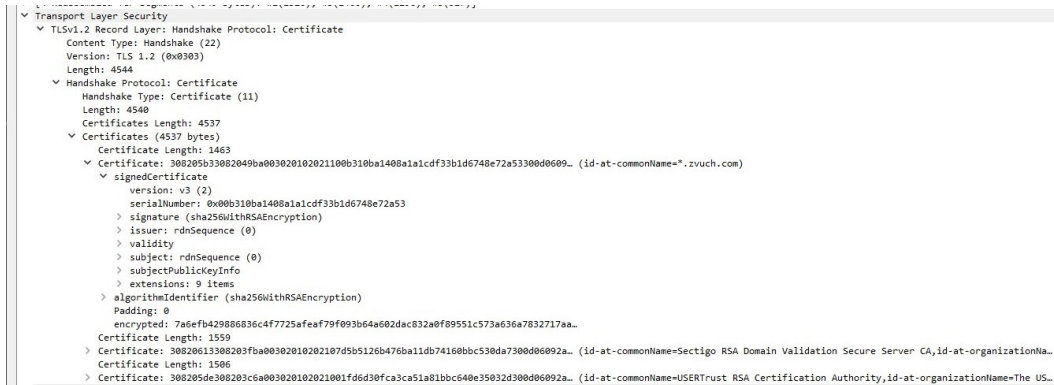 Transport Layer Security
TLSv1.2 Record Layer: Handshake Protocol: Certificate
Content Type: Handshake (22)
Version: TLS 1.2 (0x0303)
Length: 4544
Handshake Protocol: Certificate
Handshake Type: Certificate (11)
Length: 4540
Certificates Length: 4537
Certificates (4537 bytes)
Certificate Length: 1463
Certificate: 308205b33082049ba003020102021100b310ba1408a1a1cdf33b1d6748e72a53300d0609… (id-at-commonName=*.zvuch.com)
signedCertificate
version: v3 (2)
serialNumber: 0x00b310ba1408a1a1cdf33b1d6748e72a53
signature (sha256WithRSAEncryption)
issuer: rdnSequence (0)
validity
subject: rdnSequence (0)
subjectPublicKeyInfo
extensions: 9 items
algorithmIdentifier (sha256WithRSAEncryption)
Padding: 0
encrypted: 7a6efb429886836c4f7725afeaf79f093b64a602dac832a0f89551c573a636a7832717aa…
Certificate Length: 1559
Certificate: 30820613308203fba00302010202107d5b5126b476ba11db74160bbc530da7300d06092a… (id-at-commonName=Sectigo RSA Domain Validation Secure Server CA,id-at-organizationNa…
Certificate Length: 1506
Certificate: 308205de308203c6a003020102021001fd6d30fca3ca51a81bbc640e35032d300d06092a… (id-at-commonName=USERTrust RSA Certification Authority,id-at-organizationName=The US…